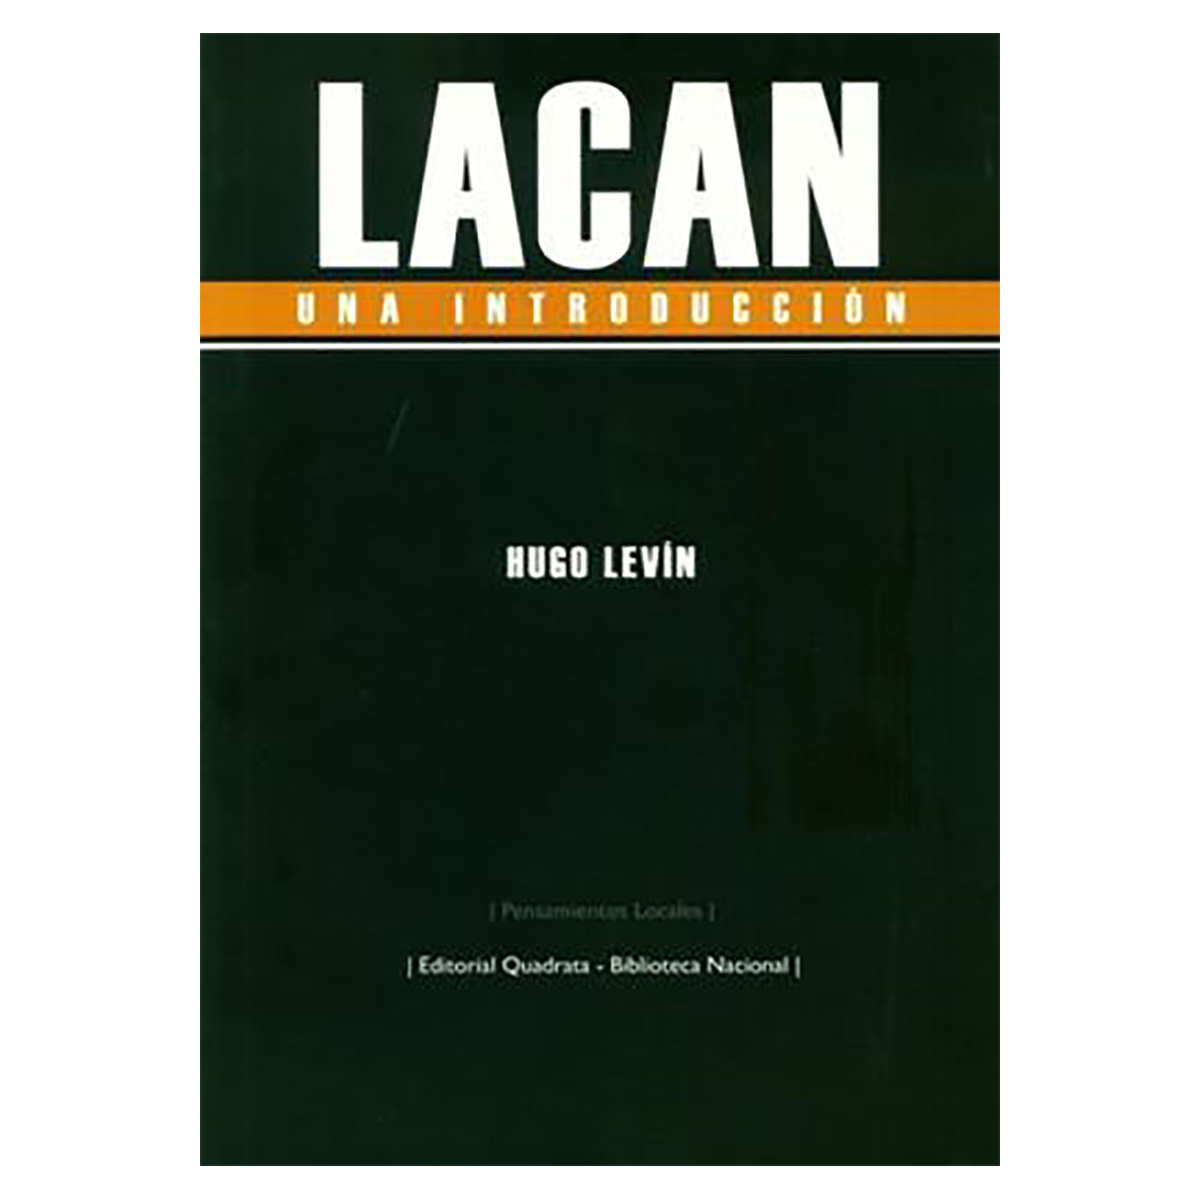 LACAN
UNA INTRODUCCIÓN
HUGO LEVÍN
| Pensamientos Locales |
| Editorial Quadrata - Biblioteca Nacional |